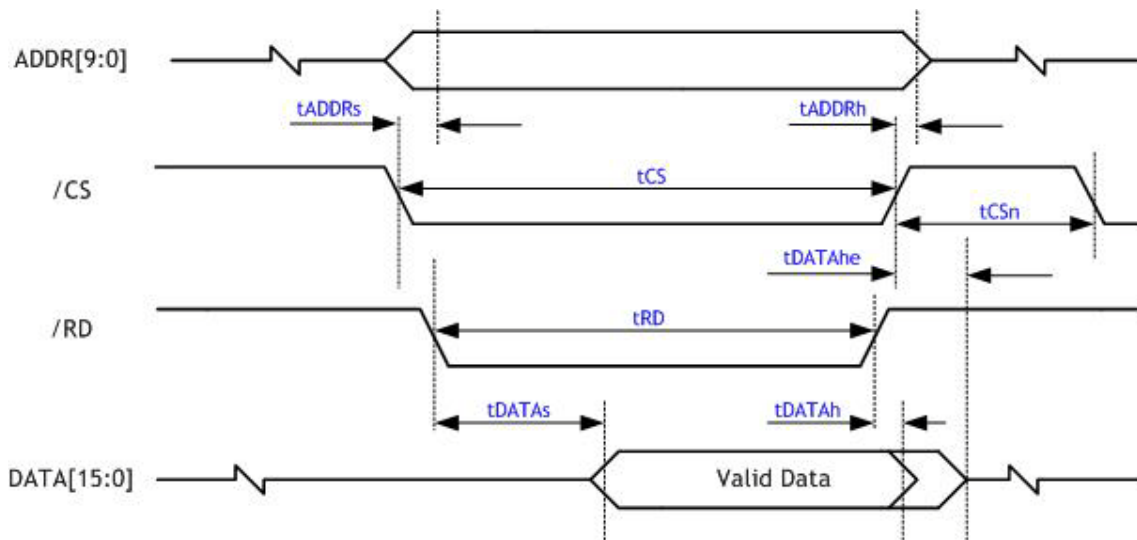 ADDR[9:0]
tADDRs
tADDRh
/CS
tCS
tCSn
tDATAhe
/RD
tRD
tDATAs
tDATAh
DATA[15:0]
Valid Data